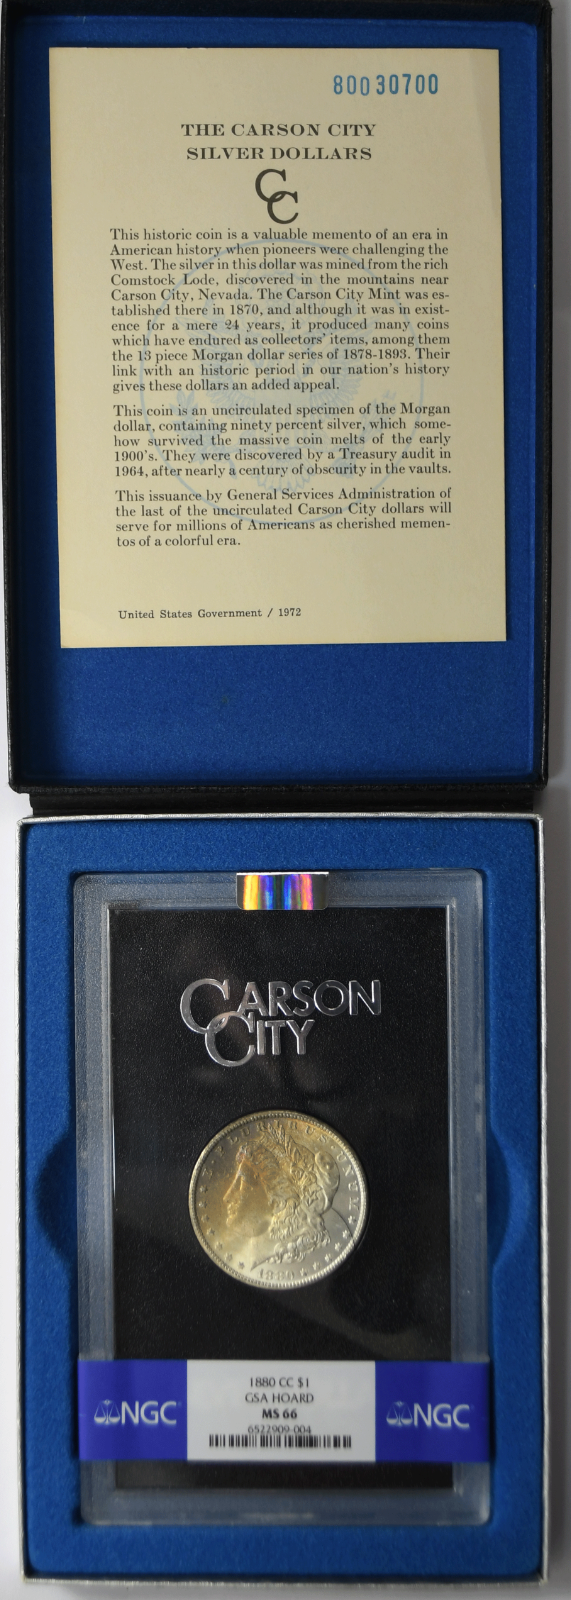 80030700
THE CARSON CITY
SILVER DOLLARS
CC
This historic coin is a valuable memento of an era in
American history when pioneers were challenging the
West. The silver in this dollar was mined from the rich
Comstock Lode, discovered in the mountains near
Carson City, Nevada. The Carson City Mint was es-
tablished there in 1870, and although it was in exist-
ence for a mere 24 years, it produced many coins
which have endured as collectors' items, among them
the 13 piece Morgan dollar series of 1878-1893. Their
link with an historic period in our nation's history
gives these dollars an added appeal.
This coin is an uncirculated specimen of the Morgan
dollar, containing ninety percent silver, which some-
how survived the massive coin melts of the early
1900's. They were discovered by a Treasury audit in
1964, after nearly a century of obscurity in the vaults.
This issuance by General Services Administration of
the last of the uncirculated Carson City dollars will
serve for millions of Americans as cherished memen-
tos of a colorful era.
United States Government / 1972
CARSON
CITY
E·PLURIBUS·UNUM
1880
1880 CC $1
GSA HOARD
MS 66
6522909-004
NGC
NGC